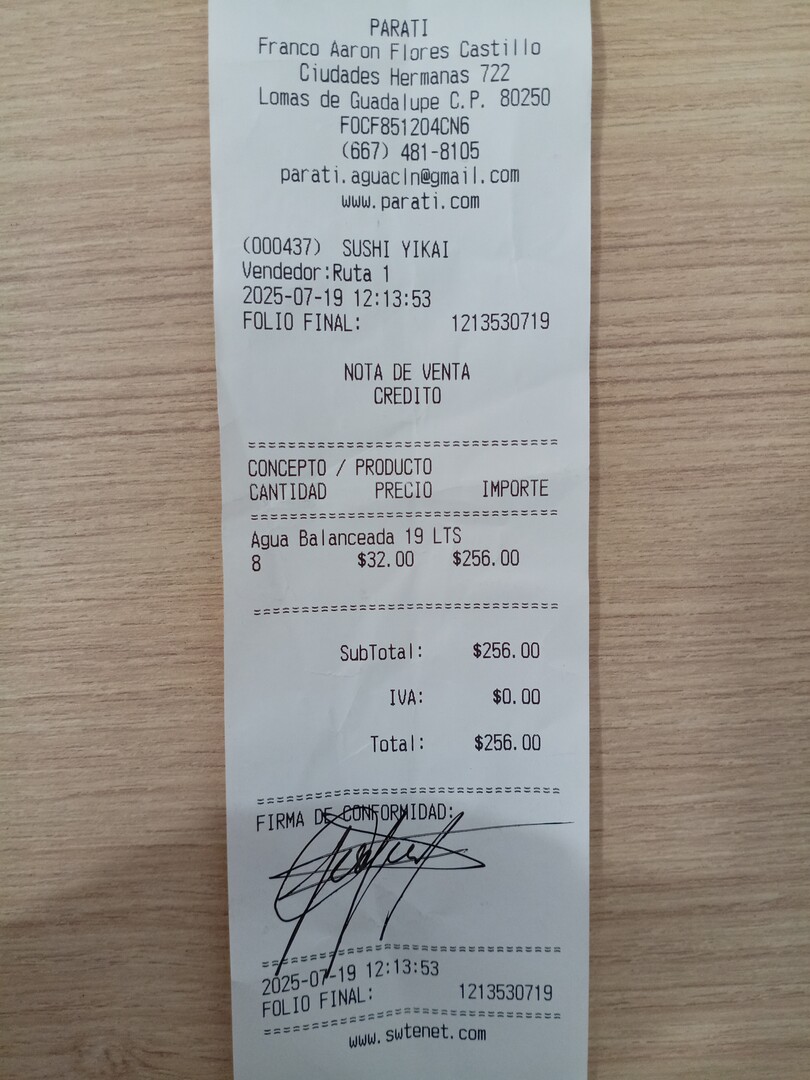 PARATI
Franco Aaron Flores Castillo
Ciudades Hermanas 722
Lomas de Guadalupe C.P. 80250
FOCF851204CN6
(667) 481-8105
parati.aguacln@gmail.com
www.parati.com
(000437) SUSHI YIKAI
Vendedor:Ruta 1
2025-07-19 12:13:53
FOLIO FINAL: 1213530719
NOTA DE VENTA
CREDITO
===============================
CONCEPTO / PRODUCTO
CANTIDAD PRECIO IMPORTE
===============================
Agua Balanceada 19 LTS
8 $32.00 $256.00
===============================
SubTotal: $256.00
IVA: $0.00
Total: $256.00
===============================
FIRMA DE CONFORMIDAD:
===============================
2025-07-19 12:13:53
FOLIO FINAL: 1213530719
===============================
www.swtenet.com